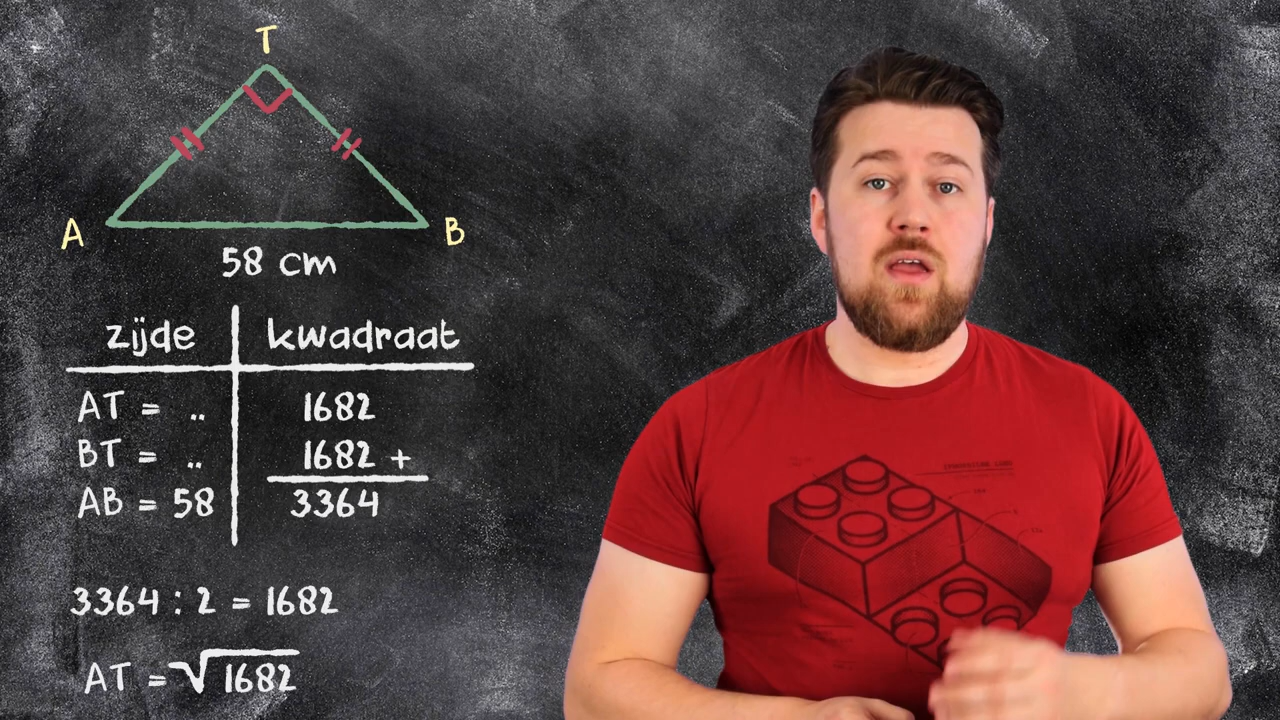 T
A
B
58 cm
zijde kwadraat
AT = .. 1682
BT = .. 1682 +
AB = 58 3364
3364 : 2 = 1682
AT = √1682